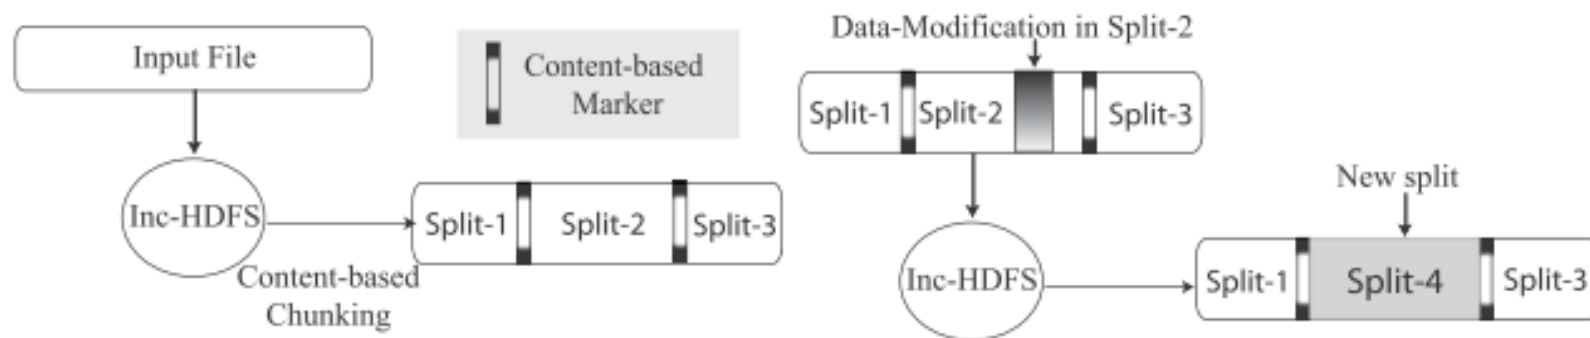 Input File
Content-based
Marker
Inc-HDFS
Content-based
Chunking
Split-1
Split-2
Split-3
Data-Modification in Split-2
Split-1
Split-2
Split-3
Inc-HDFS
New split
Split-1
Split-4
Split-3